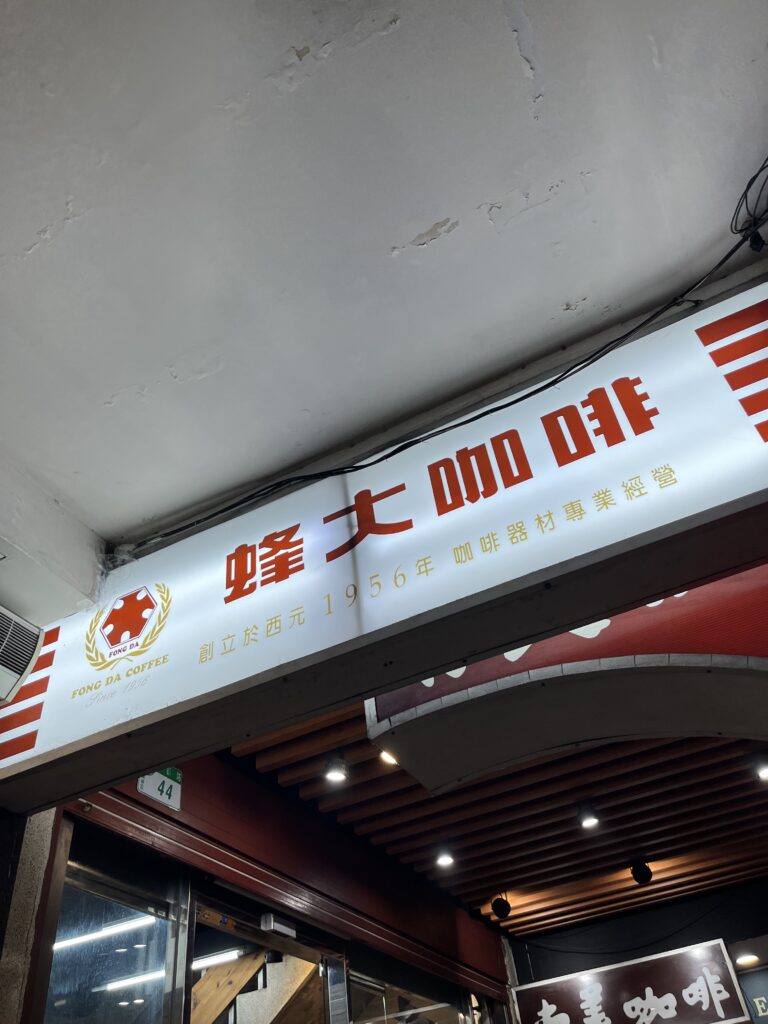 蜂大咖啡
創立於西元 1956年 咖啡器材專業經營
FONG DA
FONG DA COFFEE
Since 1956
44
美咖啡